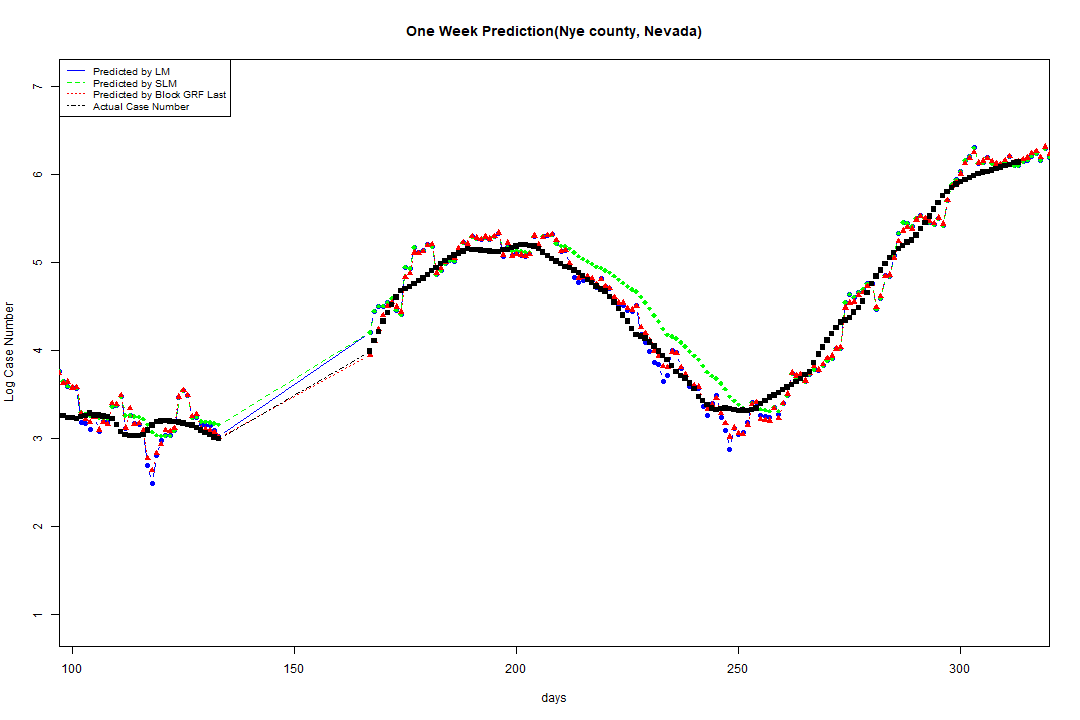 One Week Prediction(Nye county, Nevada)
Predicted by LM
Predicted by SLM
Predicted by Block GRF Last
Actual Case Number
Log Case Number
7
6
5
4
3
2
1
100 150 200 250 300
days